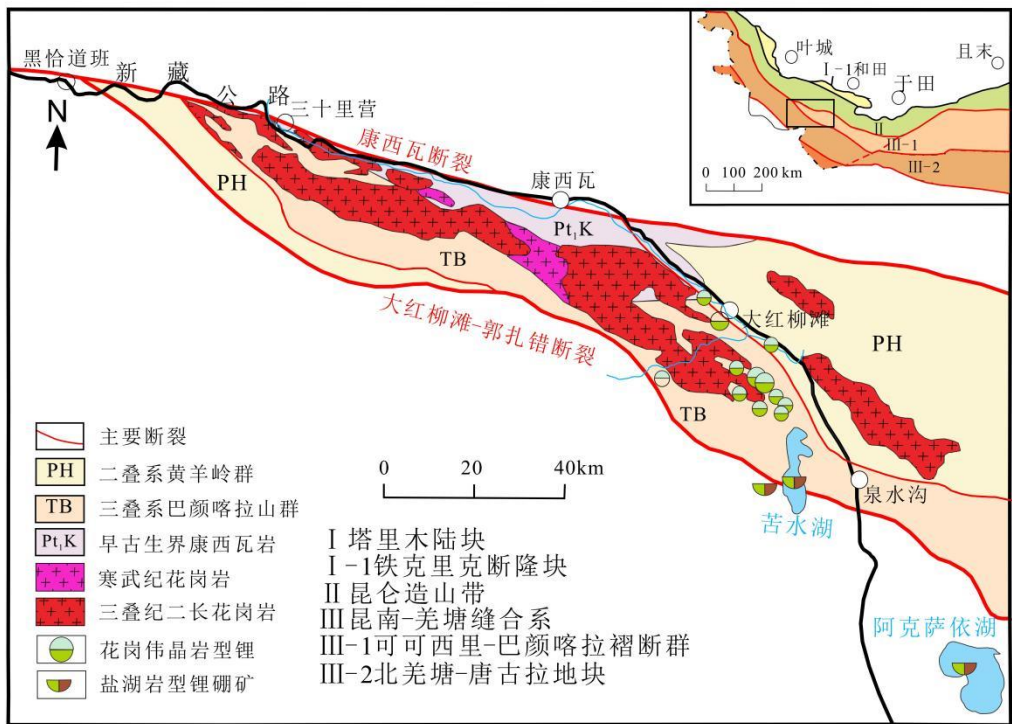 黑恰道班
新藏公路
三十里营
康西瓦断裂
康西瓦
PH
Pt₁K
TB
大红柳滩-郭扎错断裂
大红柳滩
PH
TB
泉水沟
苦水湖
阿克萨依湖
N
叶城
且末
I-1和田
于田
II
III-1
III-2
0 100 200 km
主要断裂
PH 二叠系黄羊岭群
TB 三叠系巴颜喀拉山群
Pt₁K 早古生界康西瓦岩
寒武纪花岗岩
三叠纪二长花岗岩
花岗伟晶岩型锂
盐湖岩型锂硼矿
0 20 40km
I 塔里木陆块
I-1铁克里克断隆块
II 昆仑造山带
III昆南-羌塘缝合系
III-1可可西里-巴颜喀拉褶断群
III-2北羌塘-唐古拉地块